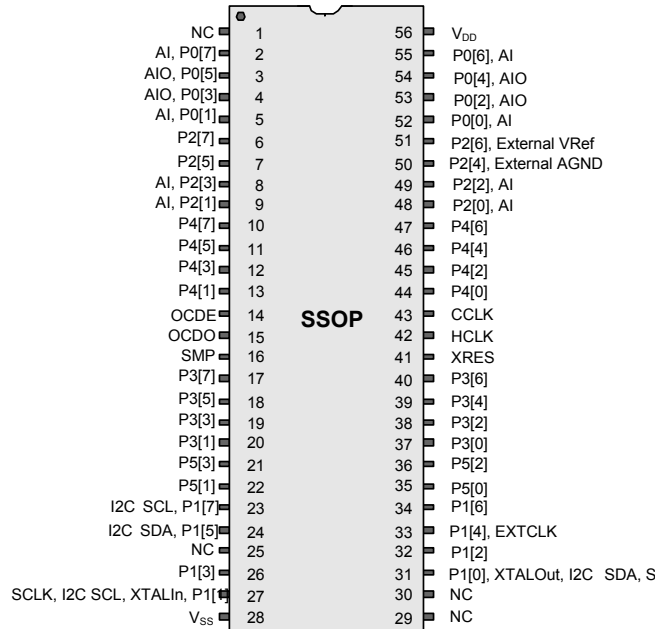 NC 1 56 VDD
AI, P0[7] 2 55 P0[6], AI
AIO, P0[5] 3 54 P0[4], AIO
AIO, P0[3] 4 53 P0[2], AIO
AI, P0[1] 5 52 P0[0], AI
P2[7] 6 51 P2[6], External VRef
P2[5] 7 50 P2[4], External AGND
AI, P2[3] 8 49 P2[2], AI
AI, P2[1] 9 48 P2[0], AI
P4[7] 10 47 P4[6]
P4[5] 11 46 P4[4]
P4[3] 12 45 P4[2]
P4[1] 13 44 P4[0]
OCDE 14 SSOP 43 CCLK
OCDO 15 42 HCLK
SMP 16 41 XRES
P3[7] 17 40 P3[6]
P3[5] 18 39 P3[4]
P3[3] 19 38 P3[2]
P3[1] 20 37 P3[0]
P5[3] 21 36 P5[2]
P5[1] 22 35 P5[0]
I2C SCL, P1[7] 23 34 P1[6]
I2C SDA, P1[5] 24 33 P1[4], EXTCLK
NC 25 32 P1[2]
P1[3] 26 31 P1[0], XTALOut, I2C SDA, S
SCLK, I2C SCL, XTALIn, P1[1] 27 30 NC
VSS 28 29 NC